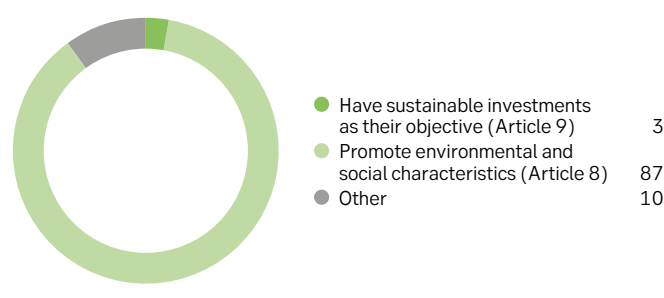 Have sustainable investments
as their objective (Article 9) 3
Promote environmental and
social characteristics (Article 8) 87
Other 10